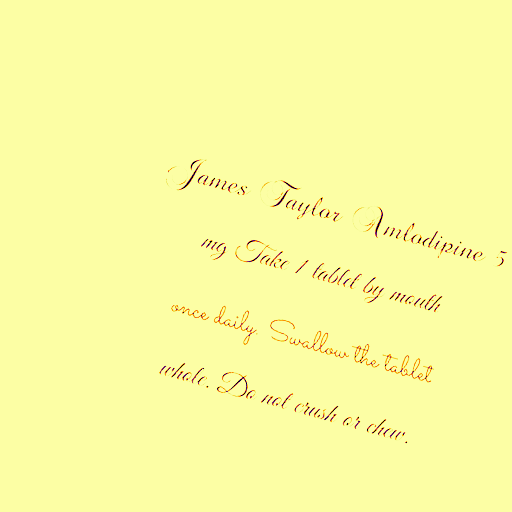 James Taylor Amlodipine 5
mg Take 1 tablet by mouth
once daily Swallow the tablet
whole. Do not crush or chew.